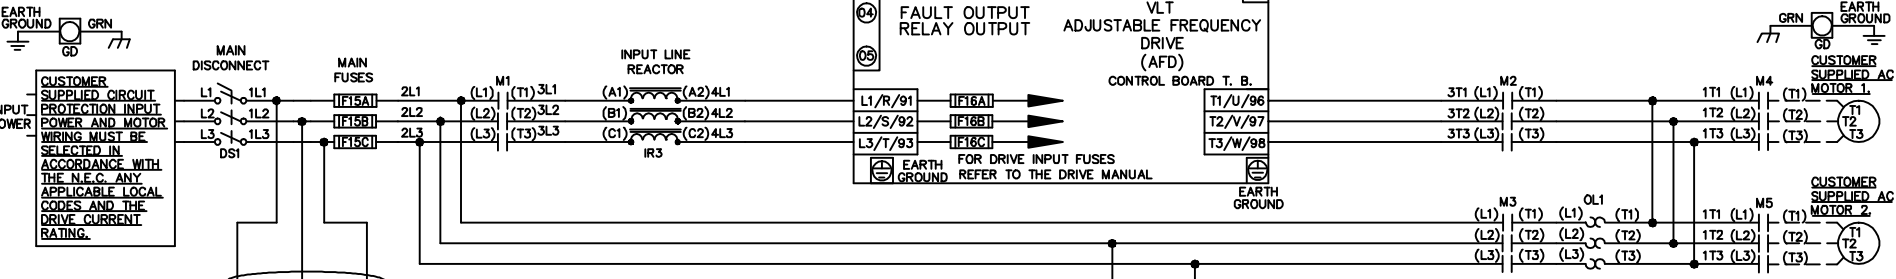 EARTH
GROUND
GRN
GD
CUSTOMER
SUPPLIED CIRCUIT
PROTECTION INPUT
POWER AND MOTOR
WIRING MUST BE
SELECTED IN
ACCORDANCE WITH
THE N.E.C. ANY
APPLICABLE LOCAL
CODES AND THE
DRIVE CURRENT
RATING.
MAIN
DISCONNECT
L1 1L1
L2 1L2
L3 1L3
DS1
MAIN
FUSES
F15A
F15B
F15C
2L1
2L2
2L3
M1
(L1) (T1) 3L1
(L2) (T2) 3L2
(L3) (T3) 3L3
INPUT LINE
REACTOR
(A1) (A2) 4L1
(B1) (B2) 4L2
(C1) (C2) 4L3
IR3
04
05
FAULT OUTPUT
RELAY OUTPUT
VLT
ADJUSTABLE FREQUENCY
DRIVE
(AFD)
CONTROL BOARD T. B.
L1/R/91
L2/S/92
L3/T/93
F16A
F16B
F16C
T1/U/96
T2/V/97
T3/W/98
EARTH
GROUND
FOR DRIVE INPUT FUSES
REFER TO THE DRIVE MANUAL
EARTH
GROUND
M2
3T1 (L1) (T1)
3T2 (L2) (T2)
3T3 (L3) (T3)
M3
(L1) (T1)
(L2) (T2)
(L3) (T3)
OL1
(L1) (T1)
(L2) (T2)
(L3) (T3)
GRN
EARTH
GROUND
GD
CUSTOMER
SUPPLIED AC
MOTOR 1.
M4
1T1 (L1) (T1)
1T2 (L2) (T2)
1T3 (L3) (T3)
T1
T2
T3
CUSTOMER
SUPPLIED AC
MOTOR 2.
M5
1T1 (L1) (T1)
1T2 (L2) (T2)
1T3 (L3) (T3)
T1
T2
T3